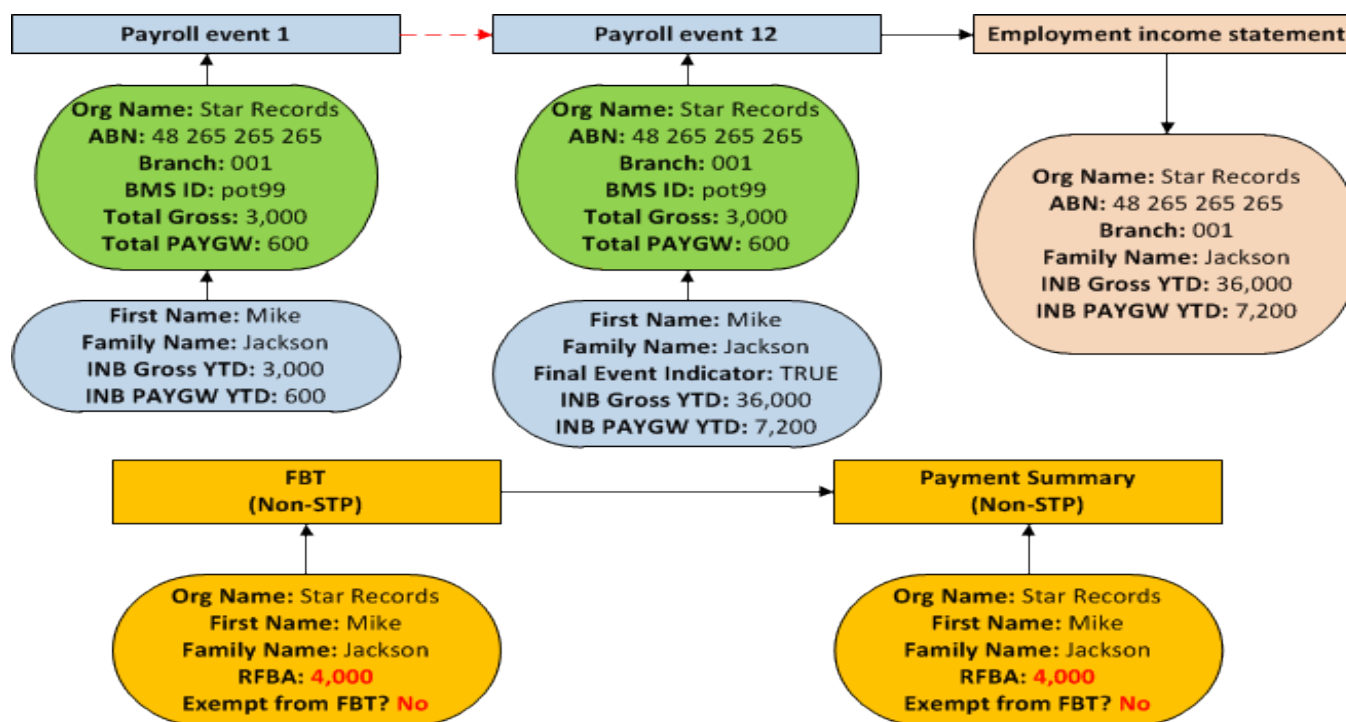 Payroll event 1
Payroll event 12
Employment income statement
Org Name: Star Records
ABN: 48 265 265 265
Branch: 001
BMS ID: pot99
Total Gross: 3,000
Total PAYGW: 600
Org Name: Star Records
ABN: 48 265 265 265
Branch: 001
BMS ID: pot99
Total Gross: 3,000
Total PAYGW: 600
Org Name: Star Records
ABN: 48 265 265 265
Branch: 001
Family Name: Jackson
INB Gross YTD: 36,000
INB PAYGW YTD: 7,200
First Name: Mike
Family Name: Jackson
INB Gross YTD: 3,000
INB PAYGW YTD: 600
First Name: Mike
Family Name: Jackson
Final Event Indicator: TRUE
INB Gross YTD: 36,000
INB PAYGW YTD: 7,200
FBT
(Non-STP)
Payment Summary
(Non-STP)
Org Name: Star Records
First Name: Mike
Family Name: Jackson
RFBA: 4,000
Exempt from FBT? No
Org Name: Star Records
First Name: Mike
Family Name: Jackson
RFBA: 4,000
Exempt from FBT? No